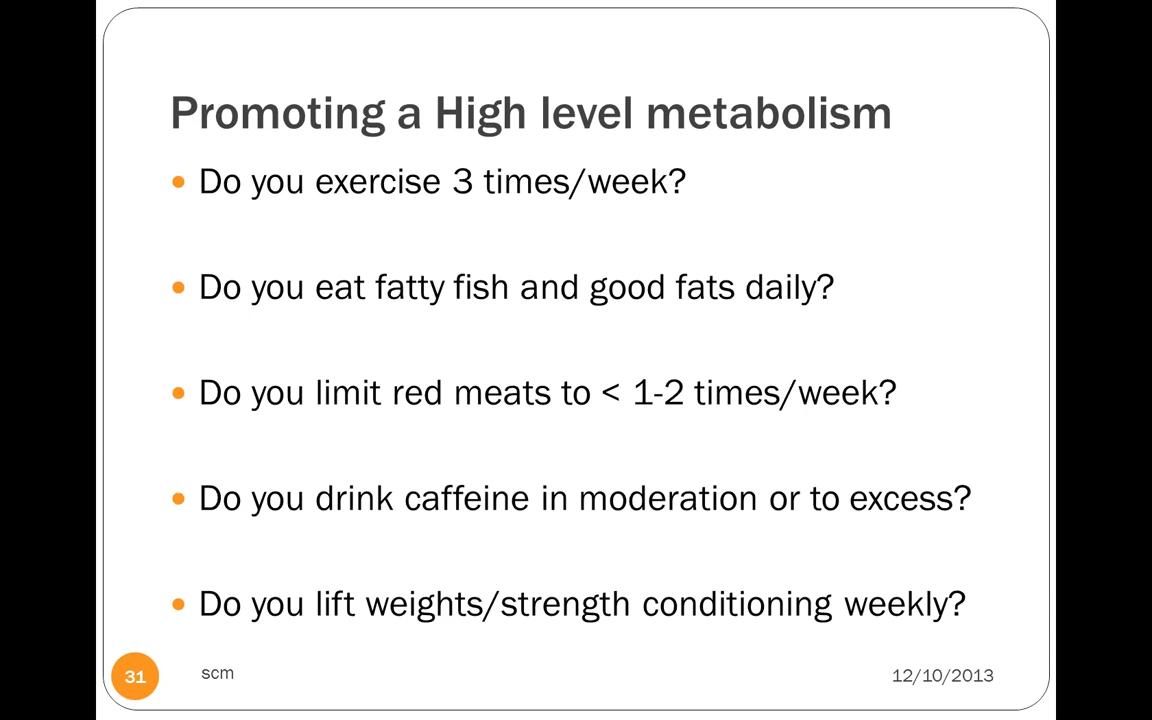 Promoting a High level metabolism
Do you exercise 3 times/week?
Do you eat fatty fish and good fats daily?
Do you limit red meats to < 1-2 times/week?
Do you drink caffeine in moderation or to excess?
Do you lift weights/strength conditioning weekly?
31
scm
12/10/2013